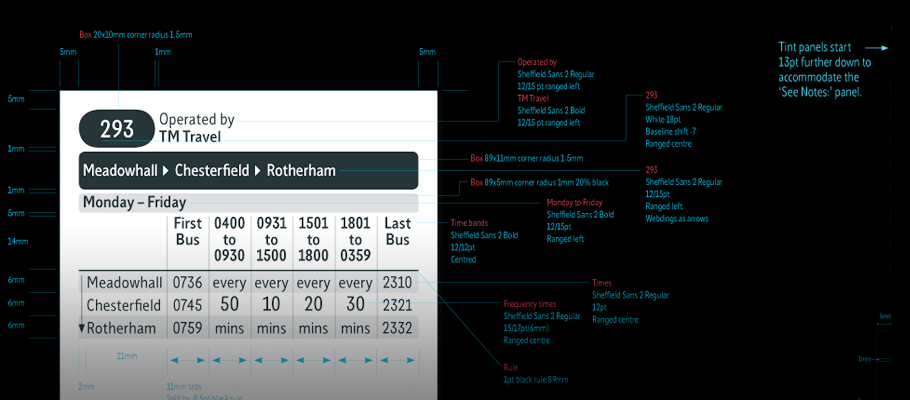 Box 20x10mm corner radius 1.5mm
5mm
1mm
5mm
5mm
1mm
1mm
5mm
14mm
6mm
6mm
6mm
293
Operated by
TM Travel
Meadowhall
Chesterfield
Rotherham
Monday – Friday
First Bus
0400 to 0930
0931 to 1500
1501 to 1800
1801 to 0359
Last Bus
Meadowhall 0736 every every every every 2310
Chesterfield 0745 50 10 20 30 2321
Rotherham 0759 mins mins mins mins 2332
21mm
2mm
11mm tabs
Split by 0.5pt black rule
Operated by
Sheffield Sans 2 Regular
12/15 pt ranged left
TM Travel
Sheffield Sans 2 Bold
12/15 pt ranged left
293
Sheffield Sans 2 Regular
White 18pt
Baseline shift -7
Ranged centre
Box 89x11mm corner radius 1.5mm
293
Sheffield Sans 2 Regular
12/15pt
Ranged left
Webdings as arrows
Box 89x5mm corner radius 1mm 20% black
Monday to Friday
Sheffield Sans 2 Bold
12/15pt
Ranged left
Time bands
Sheffield Sans 2 Bold
12/12pt
Centred
Times
Sheffield Sans 2 Regular
12pt
Ranged centre
Frequency times
Sheffield Sans 2 Regular
15/17pt(6mm)
Ranged centre
Rule
1pt black rule 89mm
Tint panels start
13pt further down to
accommodate the
‘See Notes:’ panel.
6mm
1mm